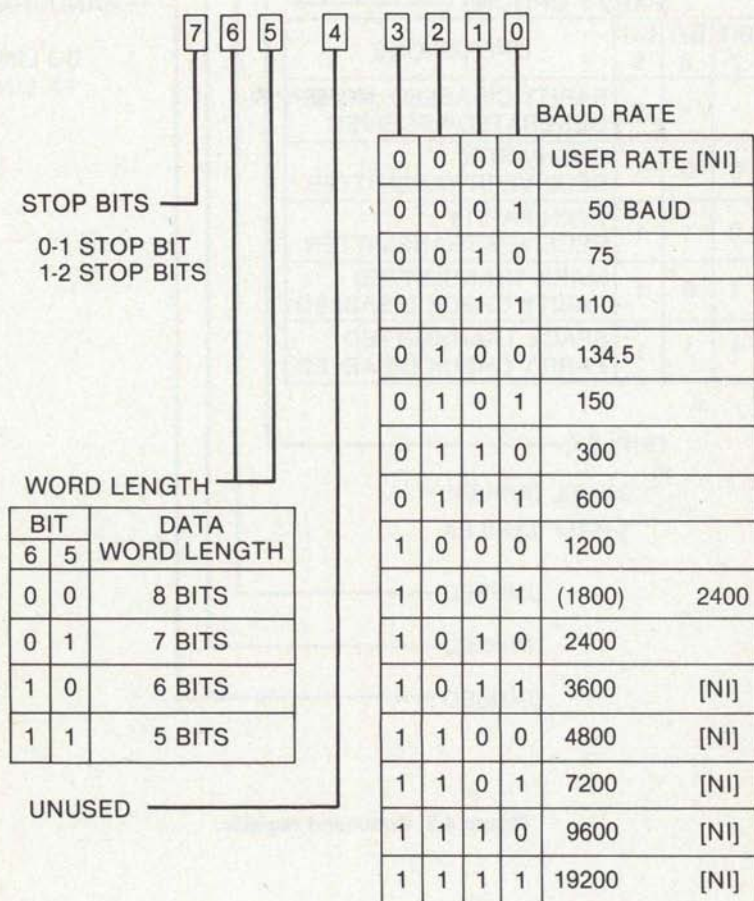 7 6 5 4 3 2 1 0
BAUD RATE
0 0 0 0 USER RATE [NI]
0 0 0 1 50 BAUD
0 0 1 0 75
0 0 1 1 110
0 1 0 0 134.5
0 1 0 1 150
0 1 1 0 300
0 1 1 1 600
1 0 0 0 1200
1 0 0 1 (1800) 2400
1 0 1 0 2400
1 0 1 1 3600 [NI]
1 1 0 0 4800 [NI]
1 1 0 1 7200 [NI]
1 1 1 0 9600 [NI]
1 1 1 1 19200 [NI]
STOP BITS
0-1 STOP BIT
1-2 STOP BITS
WORD LENGTH
BIT DATA
6 5 WORD LENGTH
0 0 8 BITS
0 1 7 BITS
1 0 6 BITS
1 1 5 BITS
UNUSED